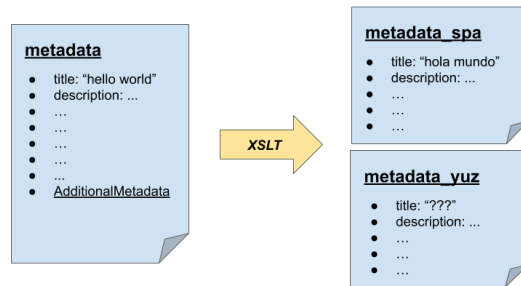 metadata
● title: “hello world”
● description: ...
● …
● …
● …
● …
● ...
● AdditionalMetadata
XSLT
metadata_spa
● title: “hola mundo”
● description: ...
● …
● …
● …
metadata_yuz
● title: “???”
● description: ...
● …
● …
● …